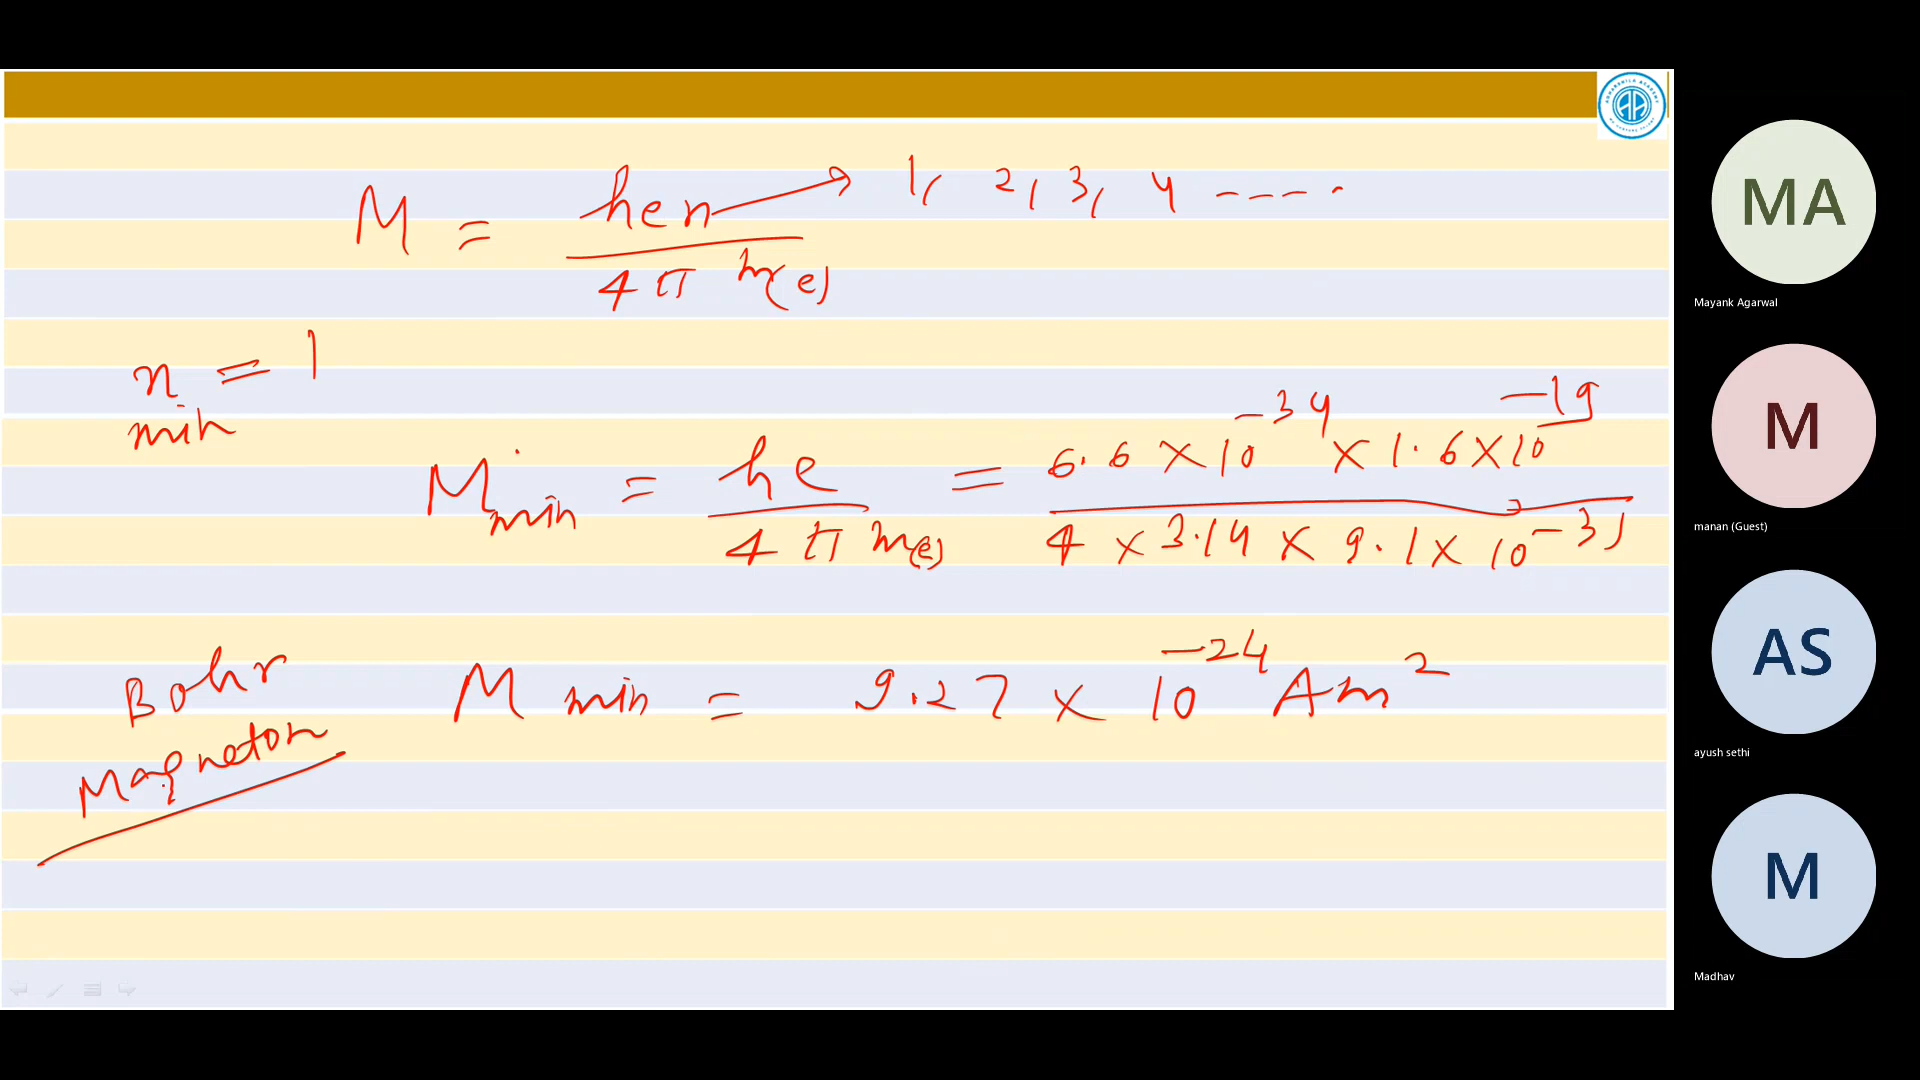 M = hen / 4π m(e) → 1, 2, 3, 4 ----
n min = 1
M min = he / 4π m(e) = 6.6 × 10^-34 × 1.6 × 10^-19 / 4 × 3.14 × 9.1 × 10^-31
Bohr Magneton
M min = 9.27 × 10^-24 Am^2
MA
Mayank Agarwal
M
manan (Guest)
AS
ayush sethi
M
Madhav